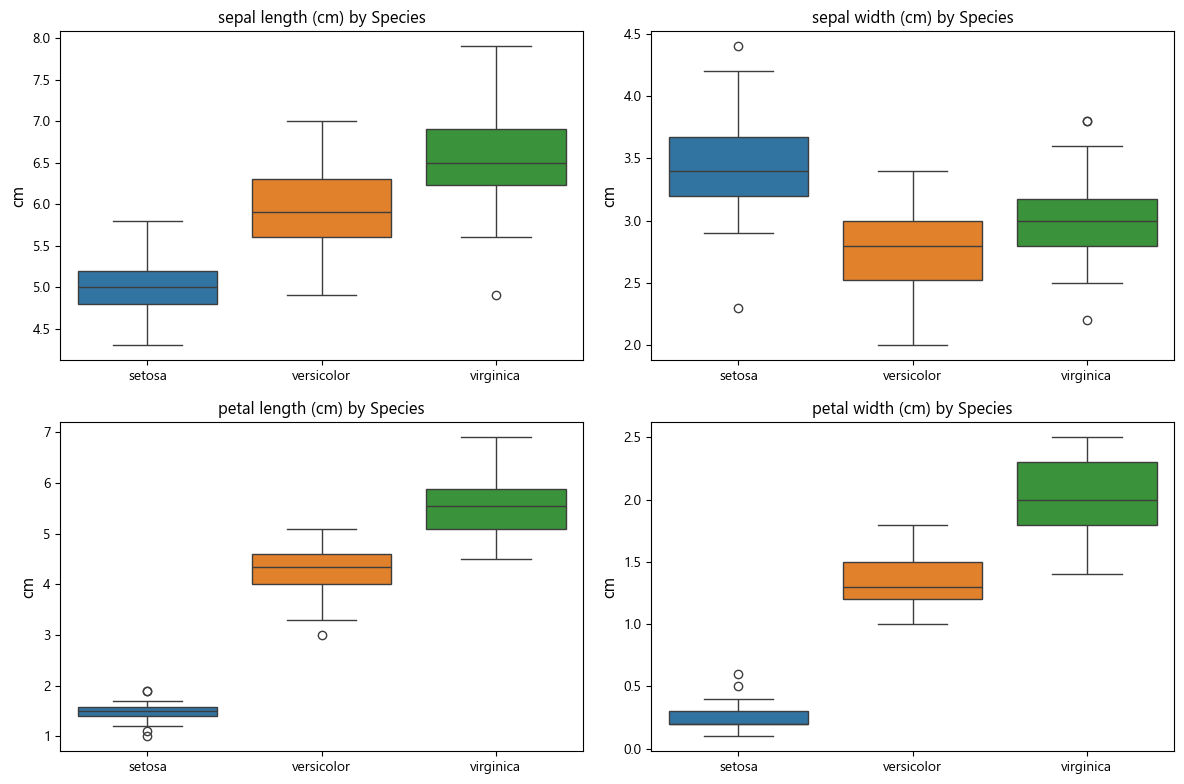 sepal length (cm) by Species
8.0
7.5
7.0
6.5
6.0
5.5
5.0
4.5
cm
setosa versicolor virginica
sepal width (cm) by Species
4.5
4.0
3.5
3.0
2.5
2.0
cm
setosa versicolor virginica
petal length (cm) by Species
7
6
5
4
3
2
1
cm
setosa versicolor virginica
petal width (cm) by Species
2.5
2.0
1.5
1.0
0.5
0.0
cm
setosa versicolor virginica